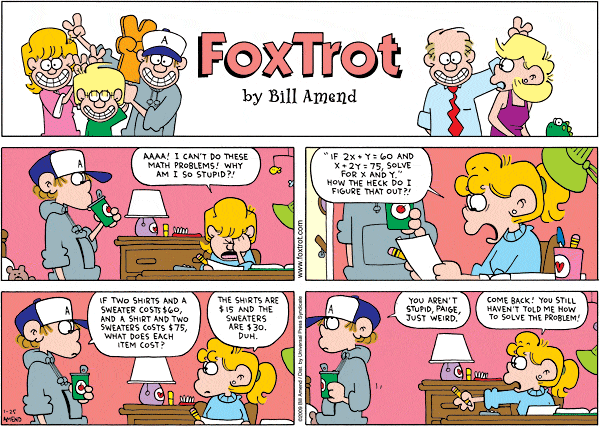 FOXTROT
by Bill Amend
A
A
AAAA! I CAN'T DO THESE
MATH PROBLEMS! WHY
AM I SO STUPID?!
"IF 2X + Y = 60 AND
X + 2Y = 75, SOLVE
FOR X AND Y."
HOW THE HECK DO I
FIGURE THAT OUT?!
www.foxtrot.com
A
IF TWO SHIRTS AND A
SWEATER COSTS $60,
AND A SHIRT AND TWO
SWEATERS COSTS $75,
WHAT DOES EACH
ITEM COST?
THE SHIRTS ARE
$15 AND THE
SWEATERS
ARE $30.
DUH.
1-25
AMEND
©2009 Bill Amend / Dist. by Universal Press Syndicate
A
YOU AREN'T
STUPID, PAIGE,
JUST WEIRD.
COME BACK! YOU STILL
HAVEN'T TOLD ME HOW
TO SOLVE THE PROBLEM!